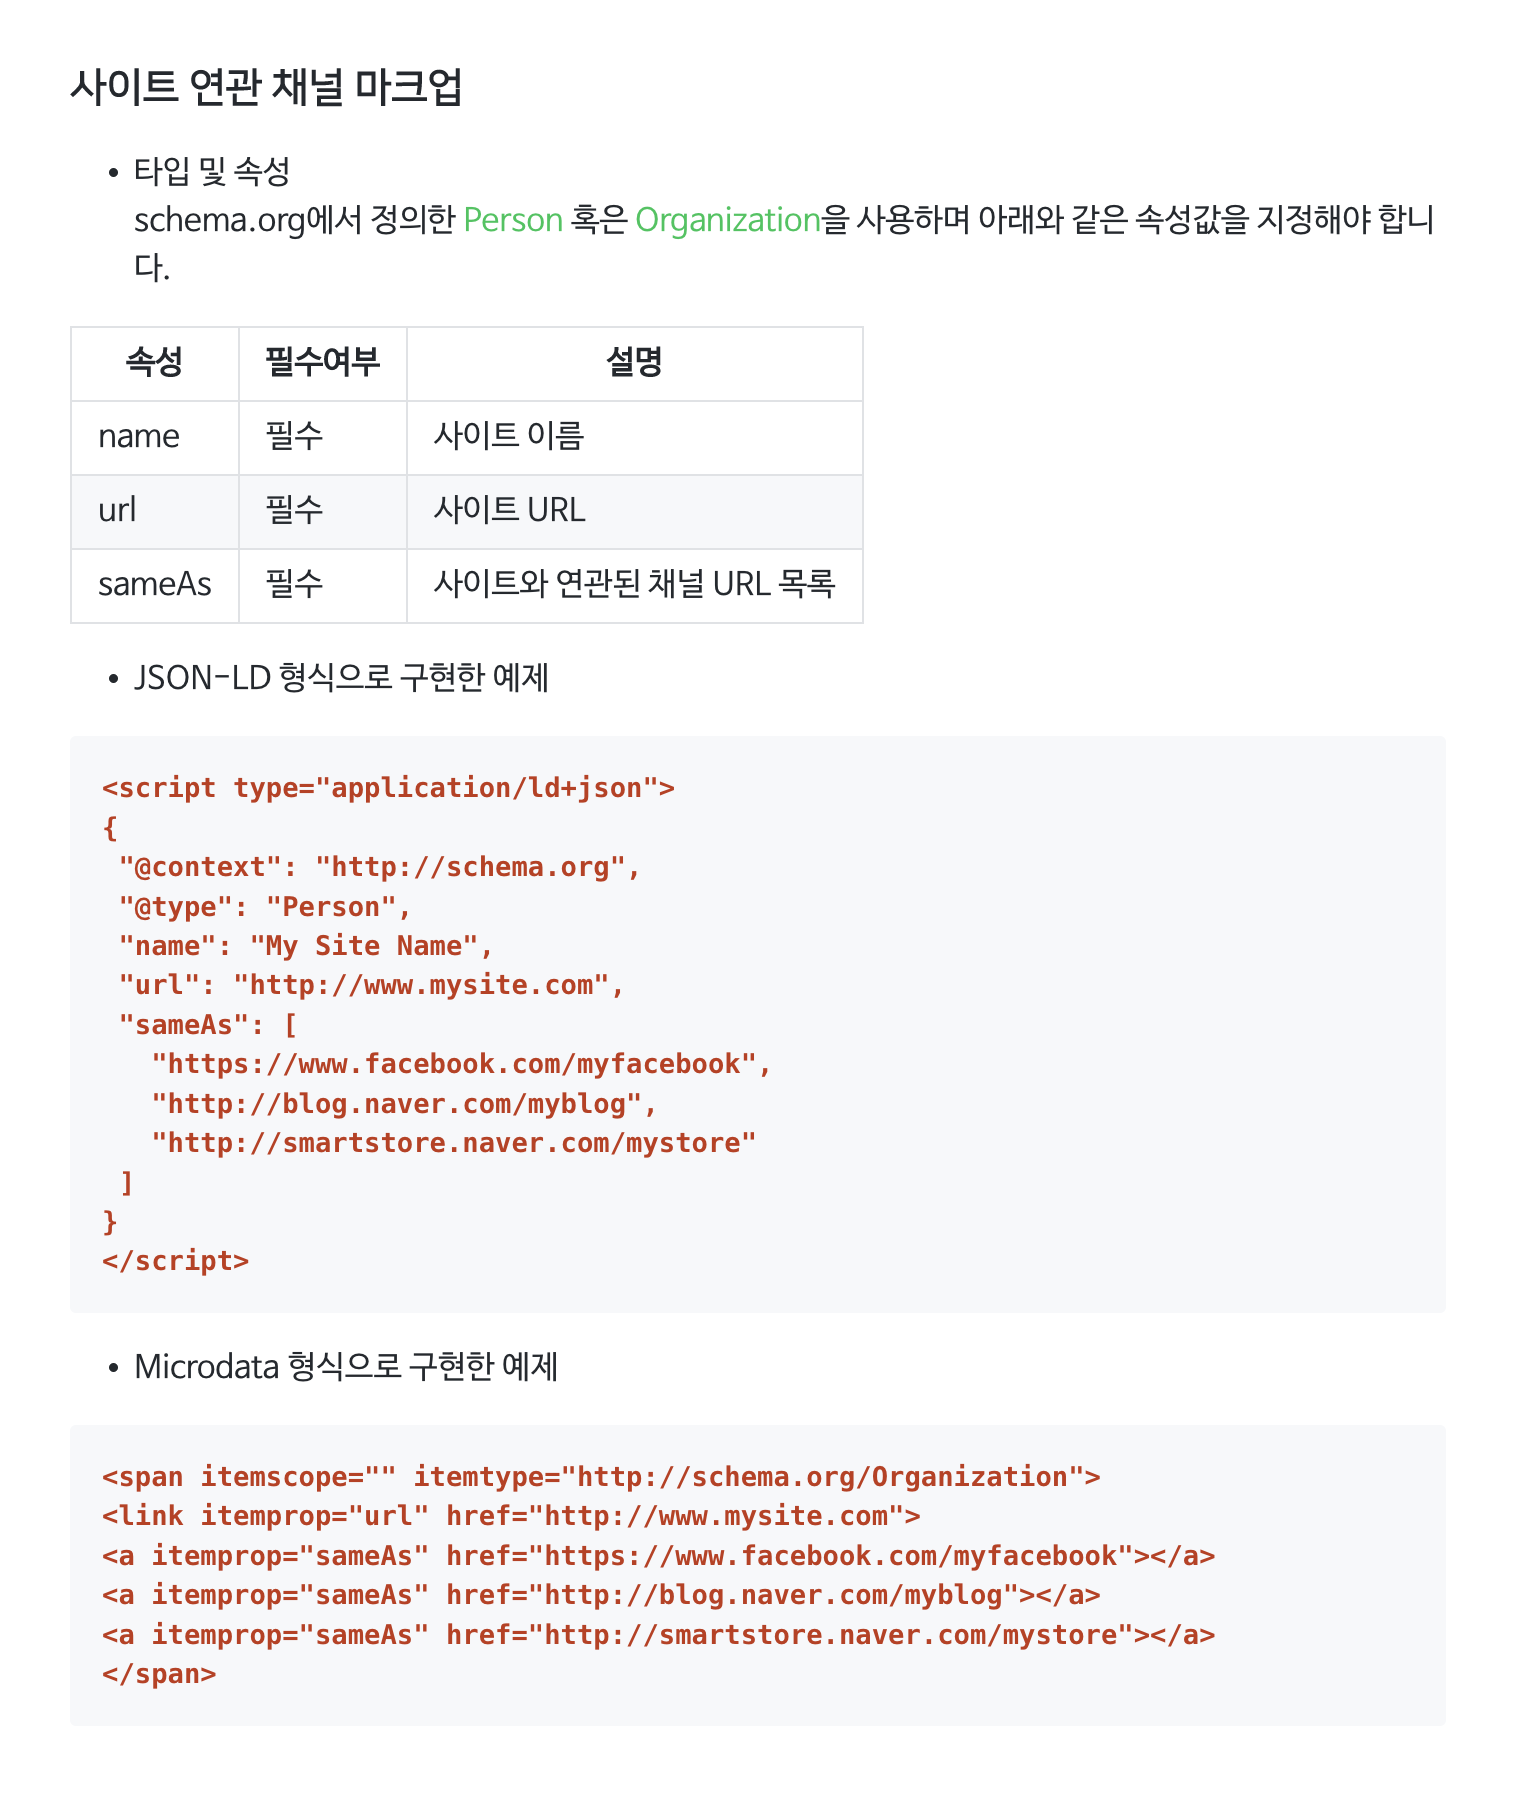 사이트 연관 채널 마크업
• 타입 및 속성
schema.org에서 정의한 Person 혹은 Organization을 사용하며 아래와 같은 속성값을 지정해야 합니
다.
속성 필수여부 설명
name 필수 사이트 이름
url 필수 사이트 URL
sameAs 필수 사이트와 연관된 채널 URL 목록
• JSON-LD 형식으로 구현한 예제
<script type="application/ld+json">
{
 "@context": "http://schema.org",
 "@type": "Person",
 "name": "My Site Name",
 "url": "http://www.mysite.com",
 "sameAs": [
   "https://www.facebook.com/myfacebook",
   "http://blog.naver.com/myblog",
   "http://smartstore.naver.com/mystore"
 ]
}
</script>
• Microdata 형식으로 구현한 예제
<span itemscope="" itemtype="http://schema.org/Organization">
<link itemprop="url" href="http://www.mysite.com">
<a itemprop="sameAs" href="https://www.facebook.com/myfacebook"></a>
<a itemprop="sameAs" href="http://blog.naver.com/myblog"></a>
<a itemprop="sameAs" href="http://smartstore.naver.com/mystore"></a>
</span>